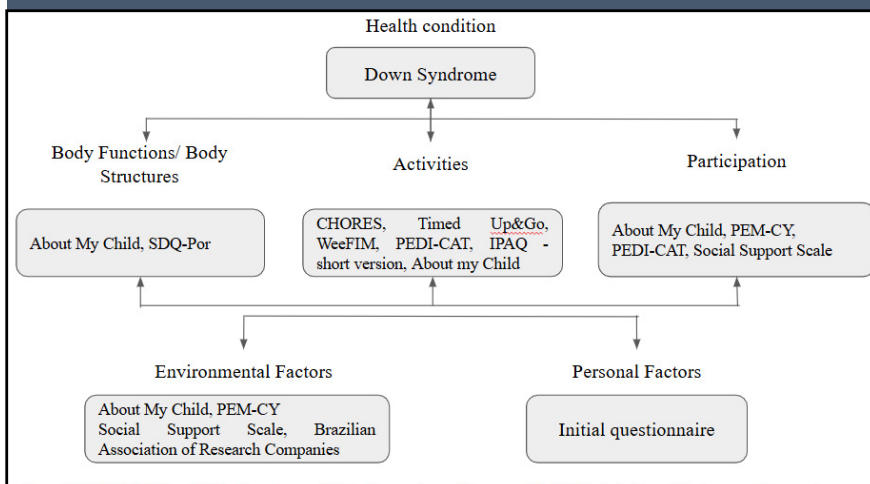 Health condition
Down Syndrome
Body Functions/ Body
Structures
Activities
Participation
About My Child, SDQ-Por
CHORES, Timed Up&Go,
WeeFIM, PEDI-CAT, IPAQ -
short version, About my Child
About My Child, PEM-CY,
PEDI-CAT, Social Support Scale
Environmental Factors
Personal Factors
About My Child, PEM-CY
Social Support Scale, Brazilian
Association of Research Companies
Initial questionnaire